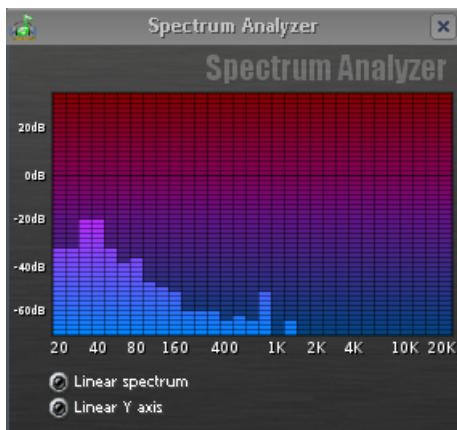 Spectrum Analyzer
Spectrum Analyzer
20dB
0dB
-20dB
-40dB
-60dB
20 40 80 160 400 1K 2K 4K 10K 20K
Linear spectrum
Linear Y axis